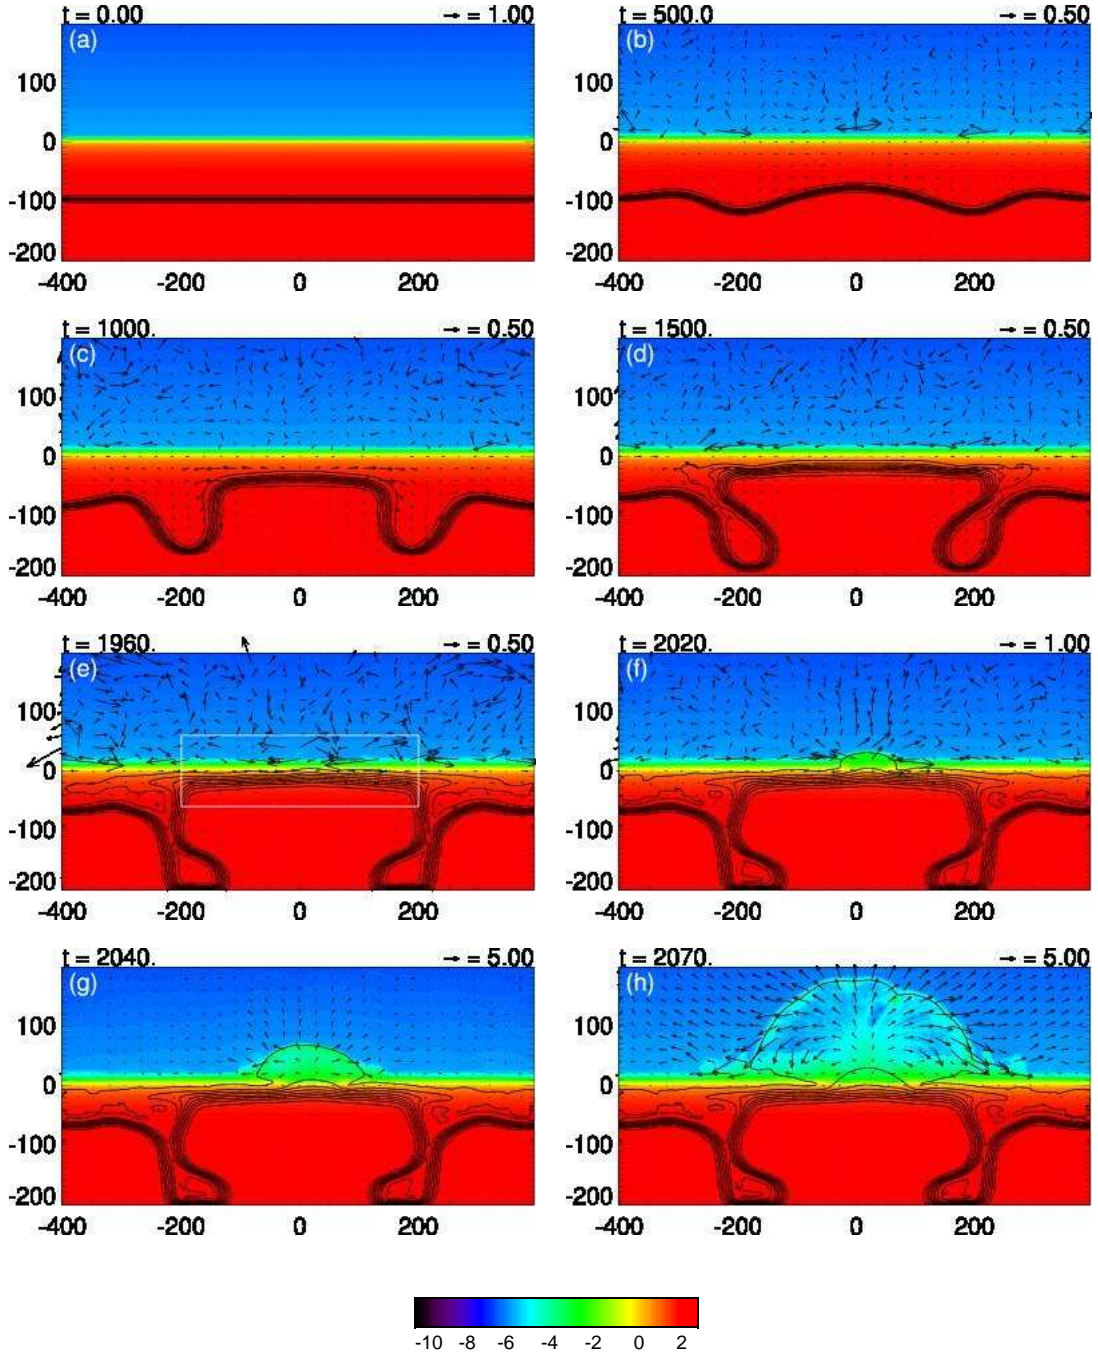 t = 0.00 → = 1.00
(a)
100
0
-100
-200
-400 -200 0 200
t = 500.0 → = 0.50
(b)
100
0
-100
-200
-400 -200 0 200
t = 1000. → = 0.50
(c)
100
0
-100
-200
-400 -200 0 200
t = 1500. → = 0.50
(d)
100
0
-100
-200
-400 -200 0 200
t = 1960. → = 0.50
(e)
100
0
-100
-200
-400 -200 0 200
t = 2020. → = 1.00
(f)
100
0
-100
-200
-400 -200 0 200
t = 2040. → = 5.00
(g)
100
0
-100
-200
-400 -200 0 200
t = 2070. → = 5.00
(h)
100
0
-100
-200
-400 -200 0 200
-10 -8 -6 -4 -2 0 2